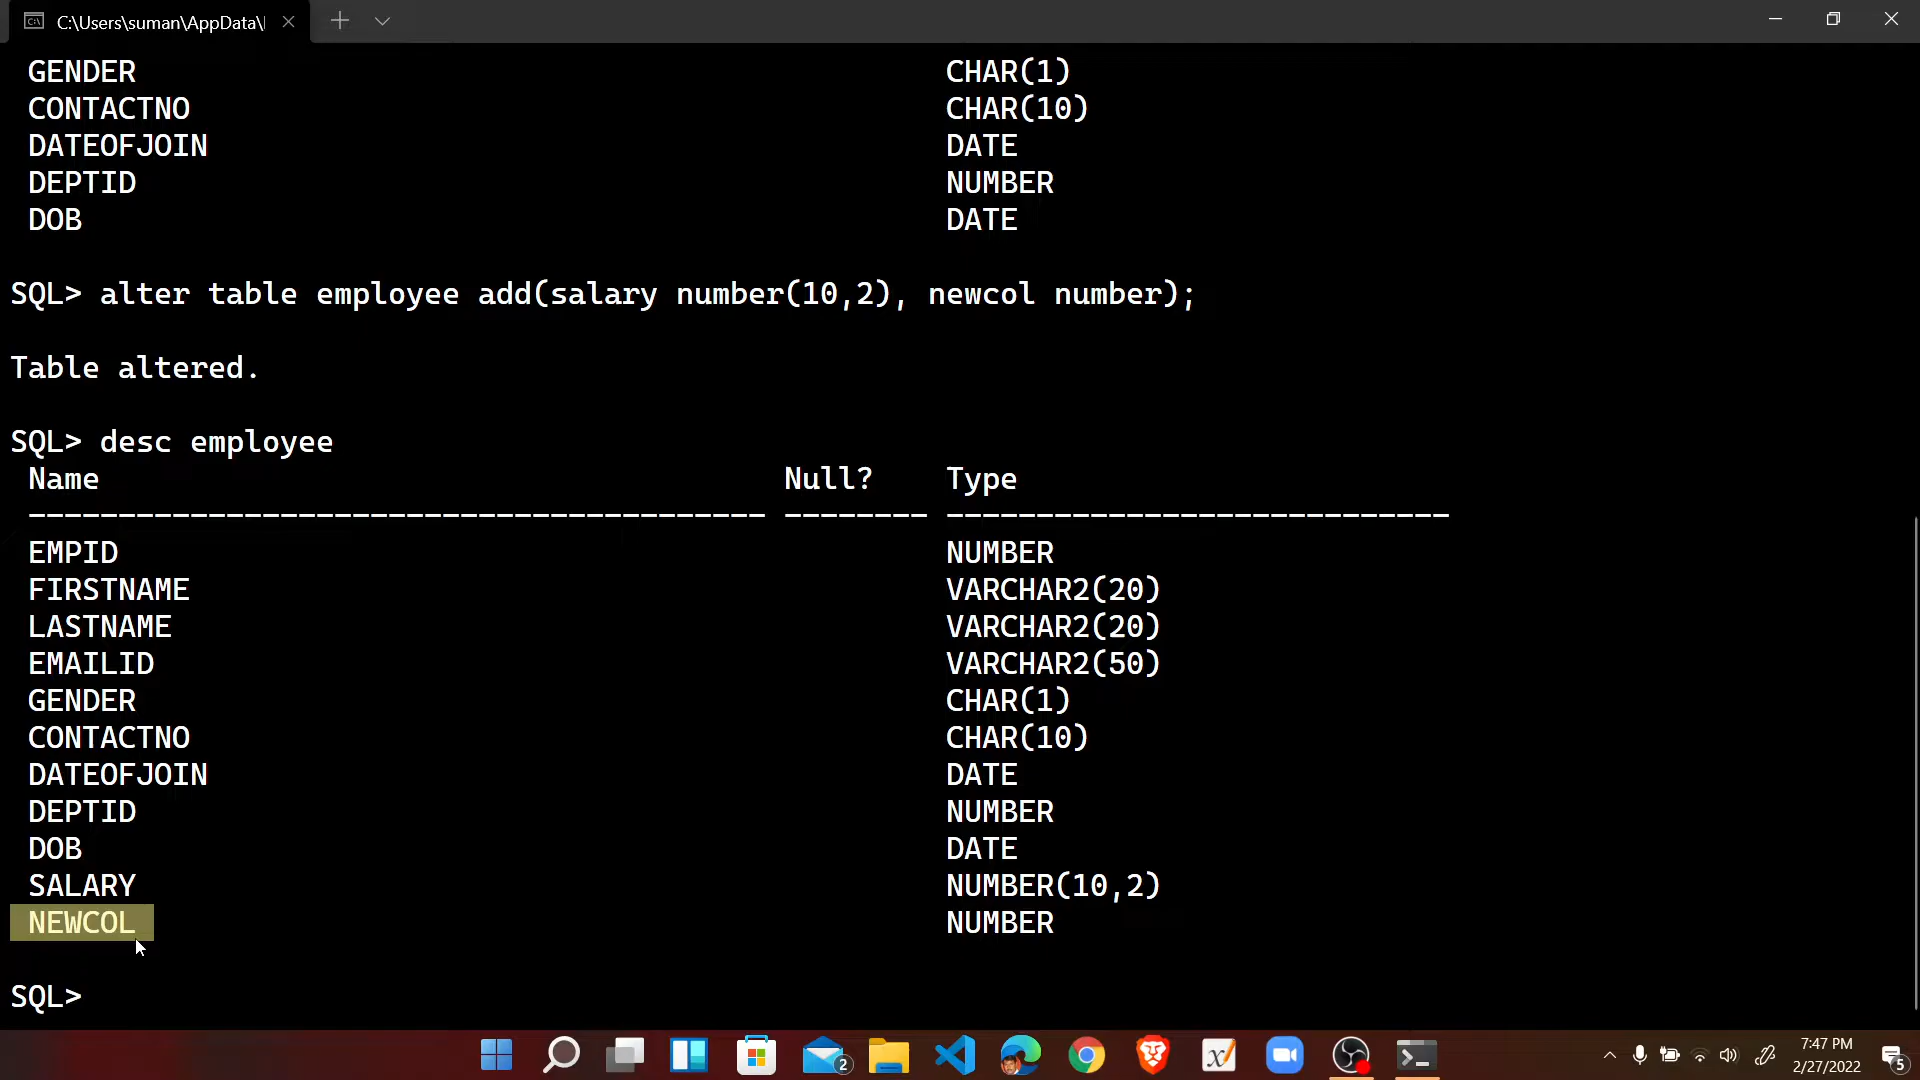 C:\Users\suman\AppData\
GENDER CHAR(1)
CONTACTNO CHAR(10)
DATEOFJOIN DATE
DEPTID NUMBER
DOB DATE
SQL> alter table employee add(salary number(10,2), newcol number);
Table altered.
SQL> desc employee
Name Null? Type
----------------------------------------- -------- ----------------------------
EMPID NUMBER
FIRSTNAME VARCHAR2(20)
LASTNAME VARCHAR2(20)
EMAILID VARCHAR2(50)
GENDER CHAR(1)
CONTACTNO CHAR(10)
DATEOFJOIN DATE
DEPTID NUMBER
DOB DATE
SALARY NUMBER(10,2)
NEWCOL NUMBER
SQL>
2
7:47 PM
2/27/2022
5